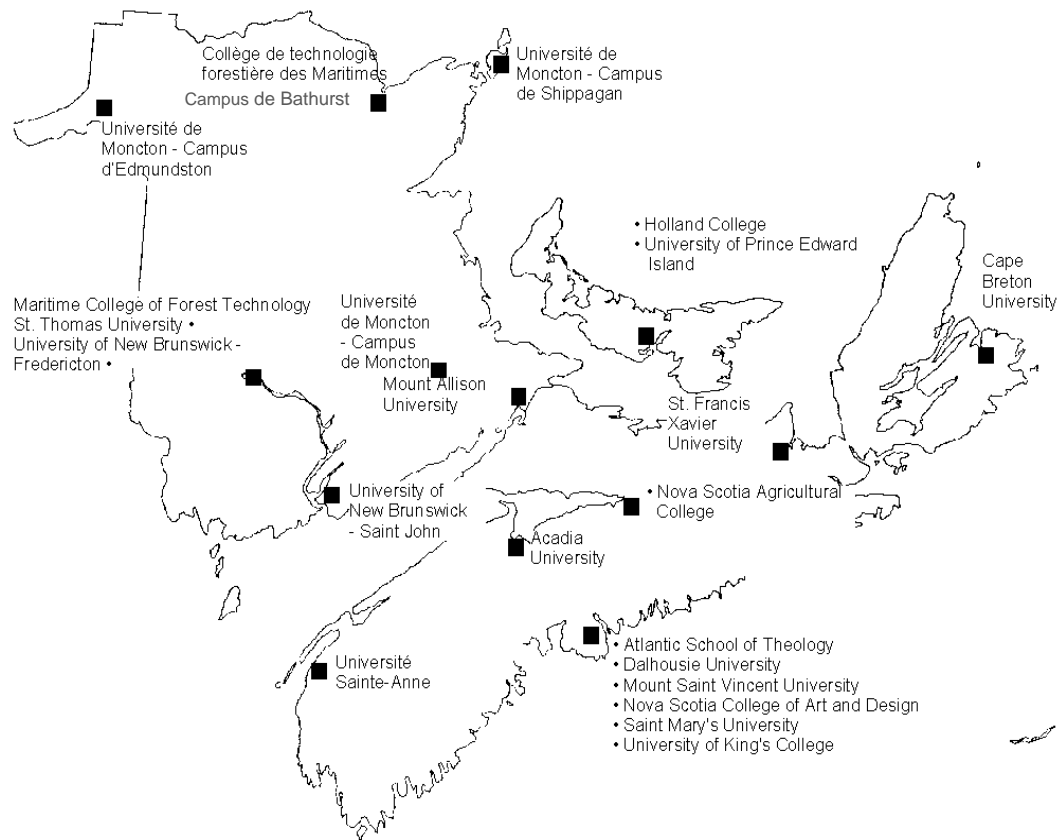 Collège de technologie
forestière des Maritimes
Campus de Bathurst
Université de
Moncton - Campus
de Shippagan
Université de
Moncton - Campus
d'Edmundston
• Holland College
• University of Prince Edward
Island
Cape
Breton
University
Maritime College of Forest Technology
St. Thomas University •
University of New Brunswick -
Fredericton •
Université
de Moncton
- Campus
de Moncton
Mount Allison
University
St. Francis
Xavier
University
University of
New Brunswick
- Saint John
• Nova Scotia Agricultural
College
Acadia
University
Université
Sainte-Anne
• Atlantic School of Theology
• Dalhousie University
• Mount Saint Vincent University
• Nova Scotia College of Art and Design
• Saint Mary's University
• University of King's College